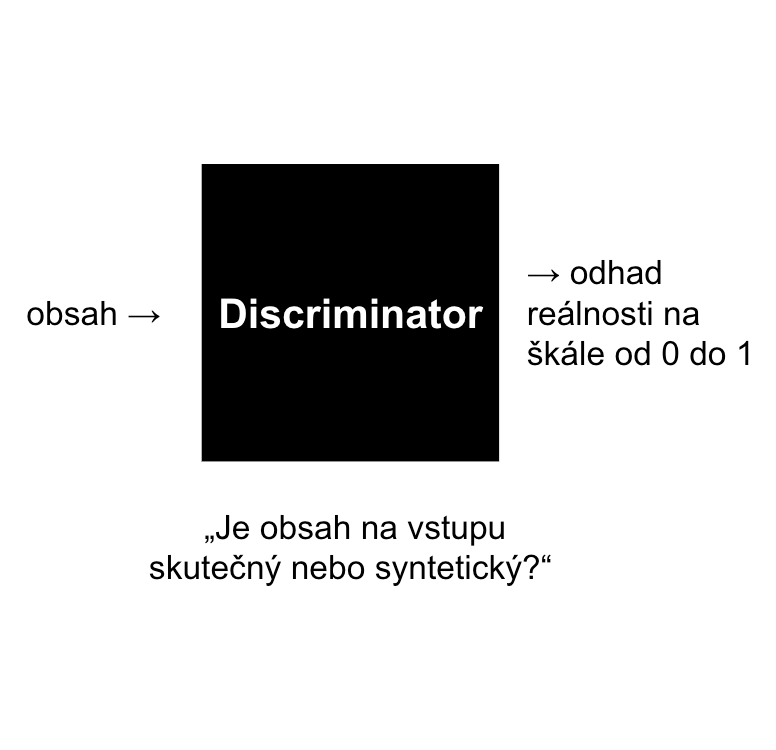 obsah →
Discriminator
→ odhad
reálnosti na
škále od 0 do 1
„Je obsah na vstupu
skutečný nebo syntetický?“